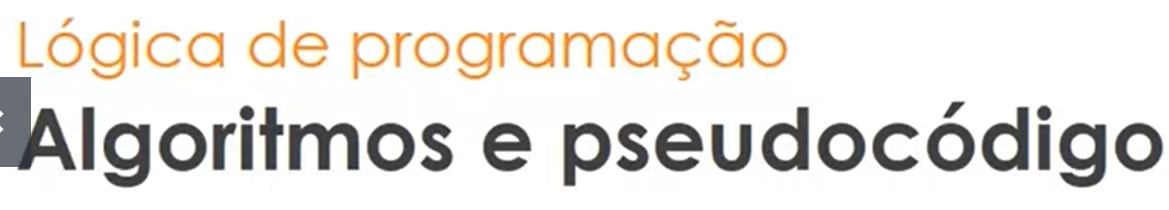 Lógica de programação
Algoritmos e pseudocódigo